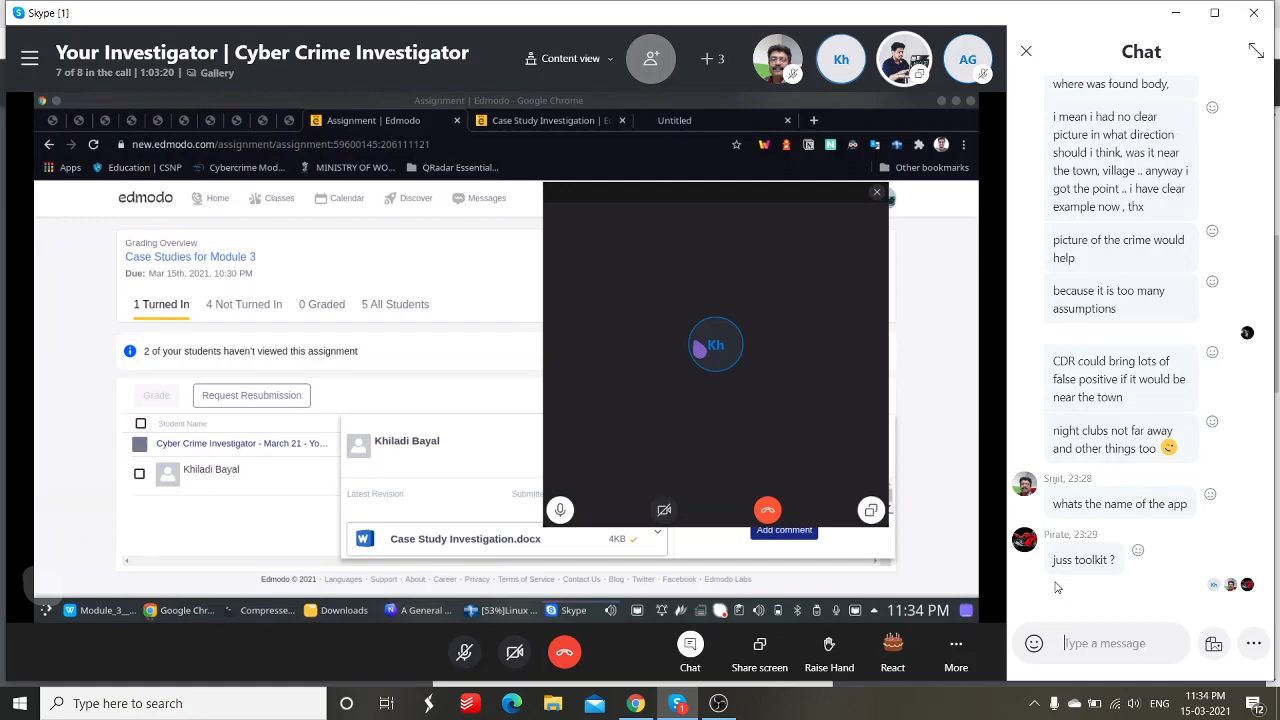 Skype [1]
Your Investigator | Cyber Crime Investigator
7 of 8 in the call | 1:03:20 | Gallery
Content view
+ 3
Kh
AG
Chat
Assignment | Edmodo - Google Chrome
Assignment | Edmodo
Case Study Investigation | E
Untitled
new.edmodo.com/assignment/assignment:59600145:206111121
Apps
Education | CSNP
Cybercrime Mod...
MINISTRY OF WO...
QRadar Essential...
Other bookmarks
edmodo
Home
Classes
Calendar
Discover
Messages
Grading Overview
Case Studies for Module 3
Due: Mar 15th, 2021, 10:30 PM
1 Turned In
4 Not Turned In
0 Graded
5 All Students
2 of your students haven't viewed this assignment
Grade
Request Resubmission
Student Name
Cyber Crime Investigator - March 21 - Yo...
Khiladi Bayal
Khiladi Bayal
Latest Revision
Submitte
Case Study Investigation.docx
4KB
Add comment
Kh
Edmodo © 2021 · Languages · Support · About · Career · Privacy · Terms of Service · Contact Us · Blog · Twitter · Facebook · Edmodo Labs
Module_3_...
Google Chr...
Compresse...
Downloads
A General ...
[53%]Linux ...
Skype
11:34 PM
Chat
Share screen
Raise Hand
React
More
where was found body,
i mean i had no clear
picture in what direction
should i think, was it near
the town, village .. anyway i
got the point .. i have clear
example now , thx
picture of the crime would
help
because it is too many
assumptions
CDR could bring lots of
false positive if it would be
near the town
night clubs not far away
and other things too
Srijit, 23:28
whats the name of the app
Pirate, 23:29
juss toolkit ?
Kh
Type a message
Type here to search
1
11:34 PM
15-03-2021
12